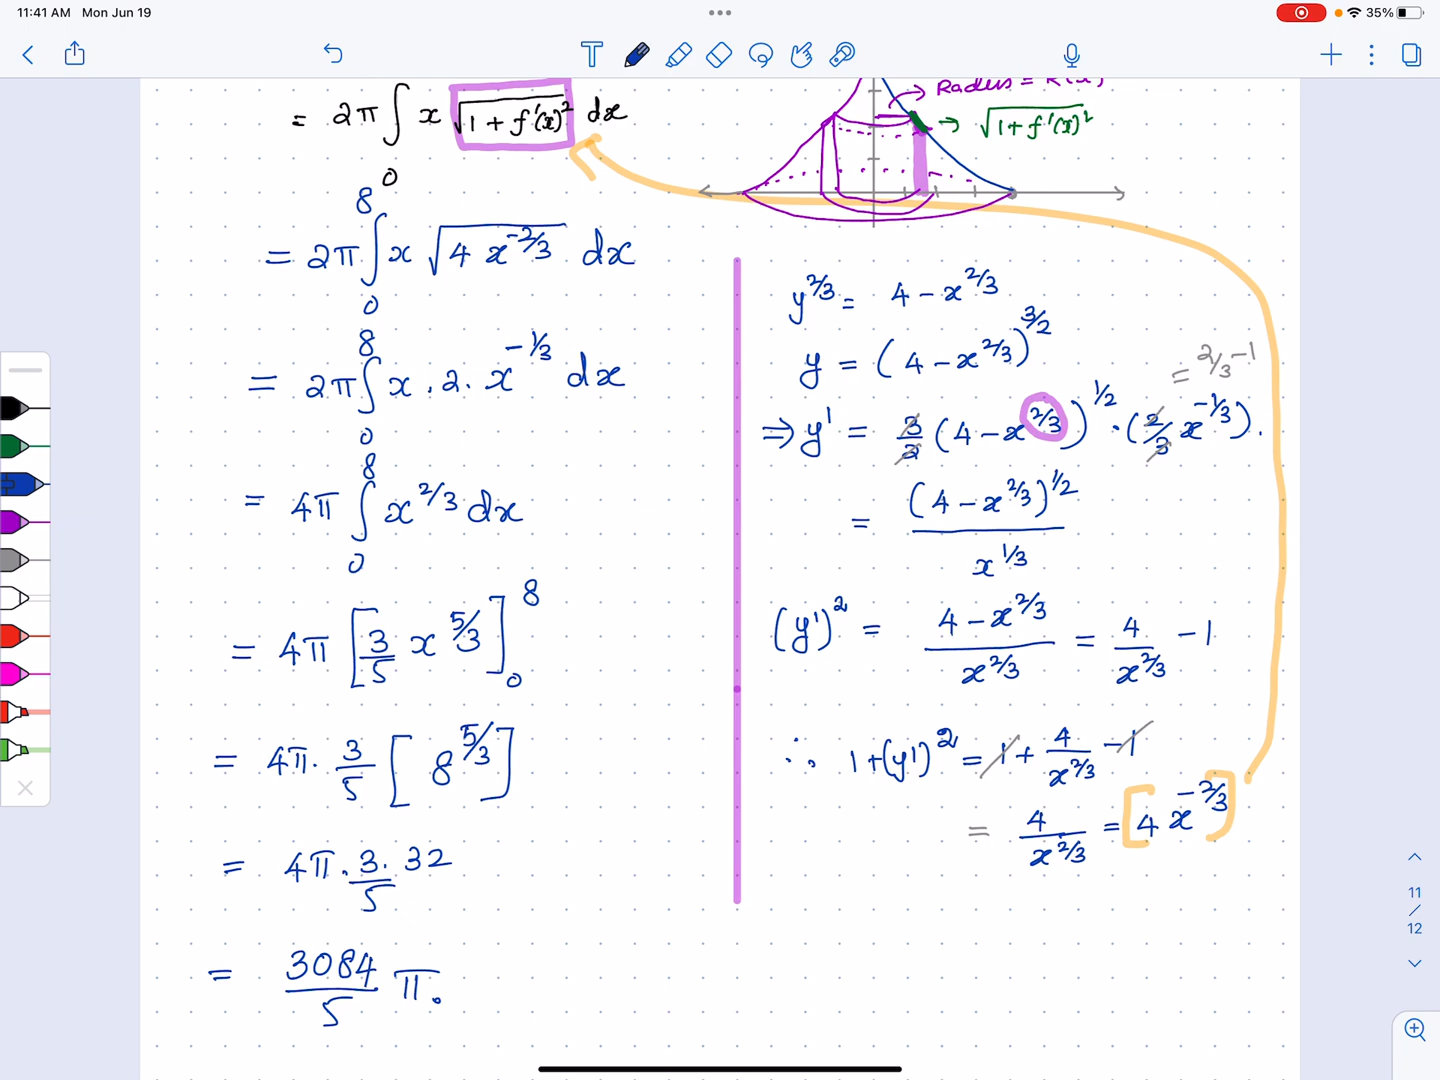 11:41 AM Mon Jun 19
35%
T
= 2π ∫ x √(1 + f'(x)²) dx
0
Radius =
→ √(1+f'(x)²)
8
= 2π ∫ x √(4 x^(-2/3)) dx
0
8
= 2π ∫ x . 2 . x^(-1/3) dx
0
8
= 4π ∫ x^(2/3) dx
0
= 4π [3/5 x^(5/3)]₀⁸
= 4π . 3/5 [8^(5/3)]
= 4π . 3/5 . 32
= 3084/5 π.
y^(2/3) = 4 - x^(2/3)
y = (4 - x^(2/3))^(3/2)
= 2/3 - 1
⇒ y' = 3/2 (4 - x^(2/3))^(1/2) . (2/3 x^(-1/3)).
= (4 - x^(2/3))^(1/2) / x^(1/3)
(y')² = (4 - x^(2/3)) / x^(2/3) = 4/x^(2/3) - 1
∴ 1+(y')² = 1 + 4/x^(2/3) - 1
= 4/x^(2/3) = [4 x^(-2/3)]
11
/
12